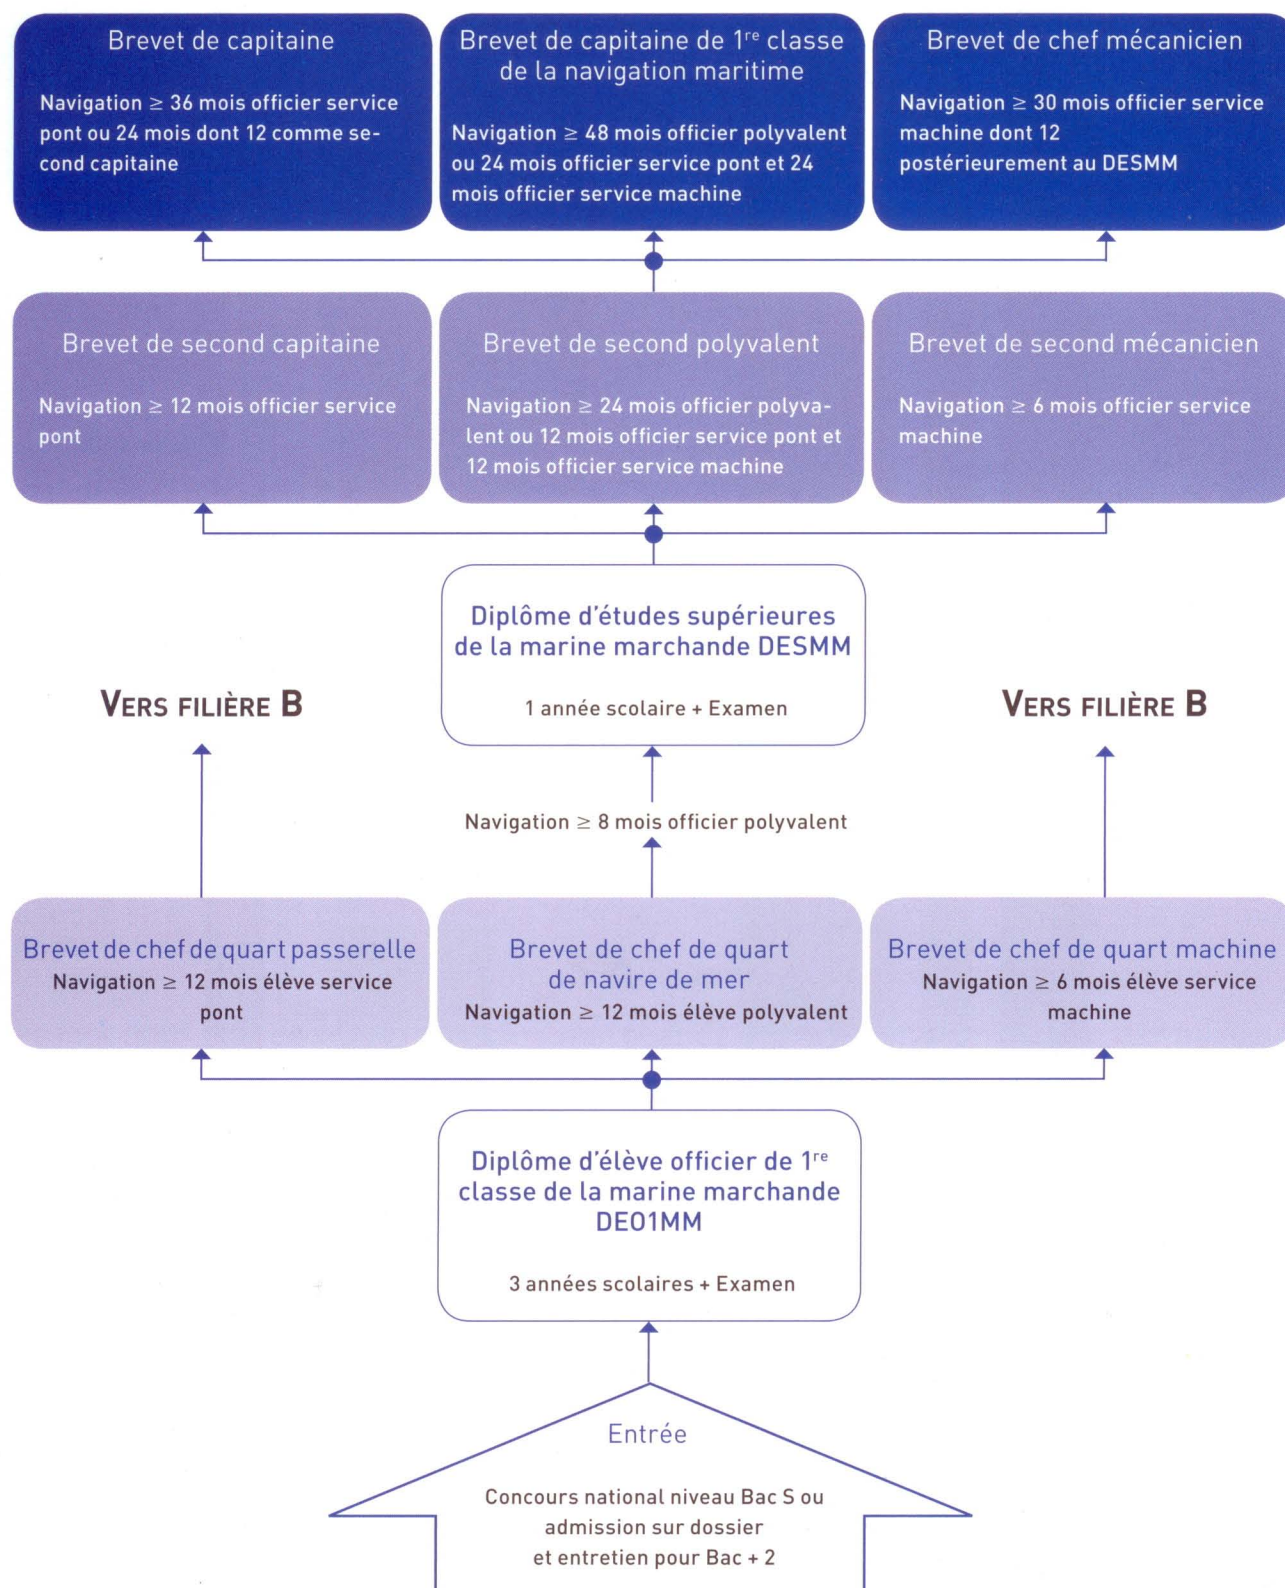 Brevet de capitaine
Navigation ≥ 36 mois officier service
pont ou 24 mois dont 12 comme se-
cond capitaine
Brevet de capitaine de 1re classe
de la navigation maritime
Navigation ≥ 48 mois officier polyvalent
ou 24 mois officier service pont et 24
mois officier service machine
Brevet de chef mécanicien
Navigation ≥ 30 mois officier service
machine dont 12
postérieurement au DESMM
Brevet de second capitaine
Navigation ≥ 12 mois officier service
pont
Brevet de second polyvalent
Navigation ≥ 24 mois officier polyva-
lent ou 12 mois officier service pont et
12 mois officier service machine
Brevet de second mécanicien
Navigation ≥ 6 mois officier service
machine
Diplôme d'études supérieures
de la marine marchande DESMM
1 année scolaire + Examen
VERS FILIÈRE B
VERS FILIÈRE B
Navigation ≥ 8 mois officier polyvalent
Brevet de chef de quart passerelle
Navigation ≥ 12 mois élève service
pont
Brevet de chef de quart
de navire de mer
Navigation ≥ 12 mois élève polyvalent
Brevet de chef de quart machine
Navigation ≥ 6 mois élève service
machine
Diplôme d'élève officier de 1re
classe de la marine marchande
DEO1MM
3 années scolaires + Examen
Entrée
Concours national niveau Bac S ou
admission sur dossier
et entretien pour Bac + 2